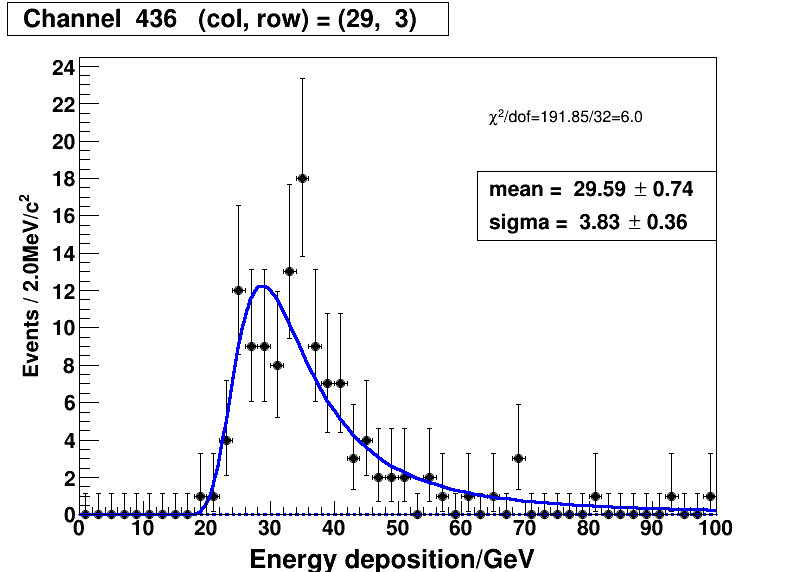 Channel 436 (col, row) = (29, 3)
χ²/dof=191.85/32=6.0
mean = 29.59 ± 0.74
sigma = 3.83 ± 0.36
Events / 2.0MeV/c²
24
22
20
18
16
14
12
10
8
6
4
2
0
0 10 20 30 40 50 60 70 80 90 100
Energy deposition/GeV